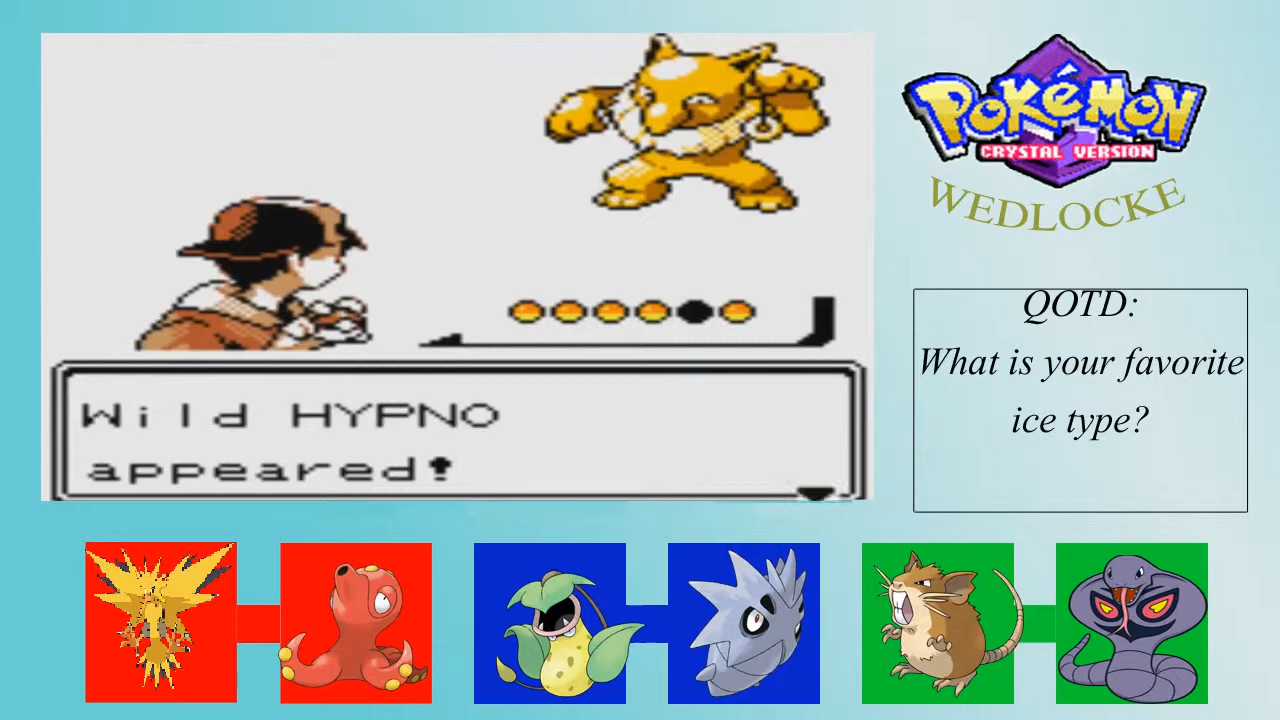 Wild HYPNO
appeared!
POKéMON
CRYSTAL VERSION
WEDLOCKE
QOTD:
What is your favorite
ice type?